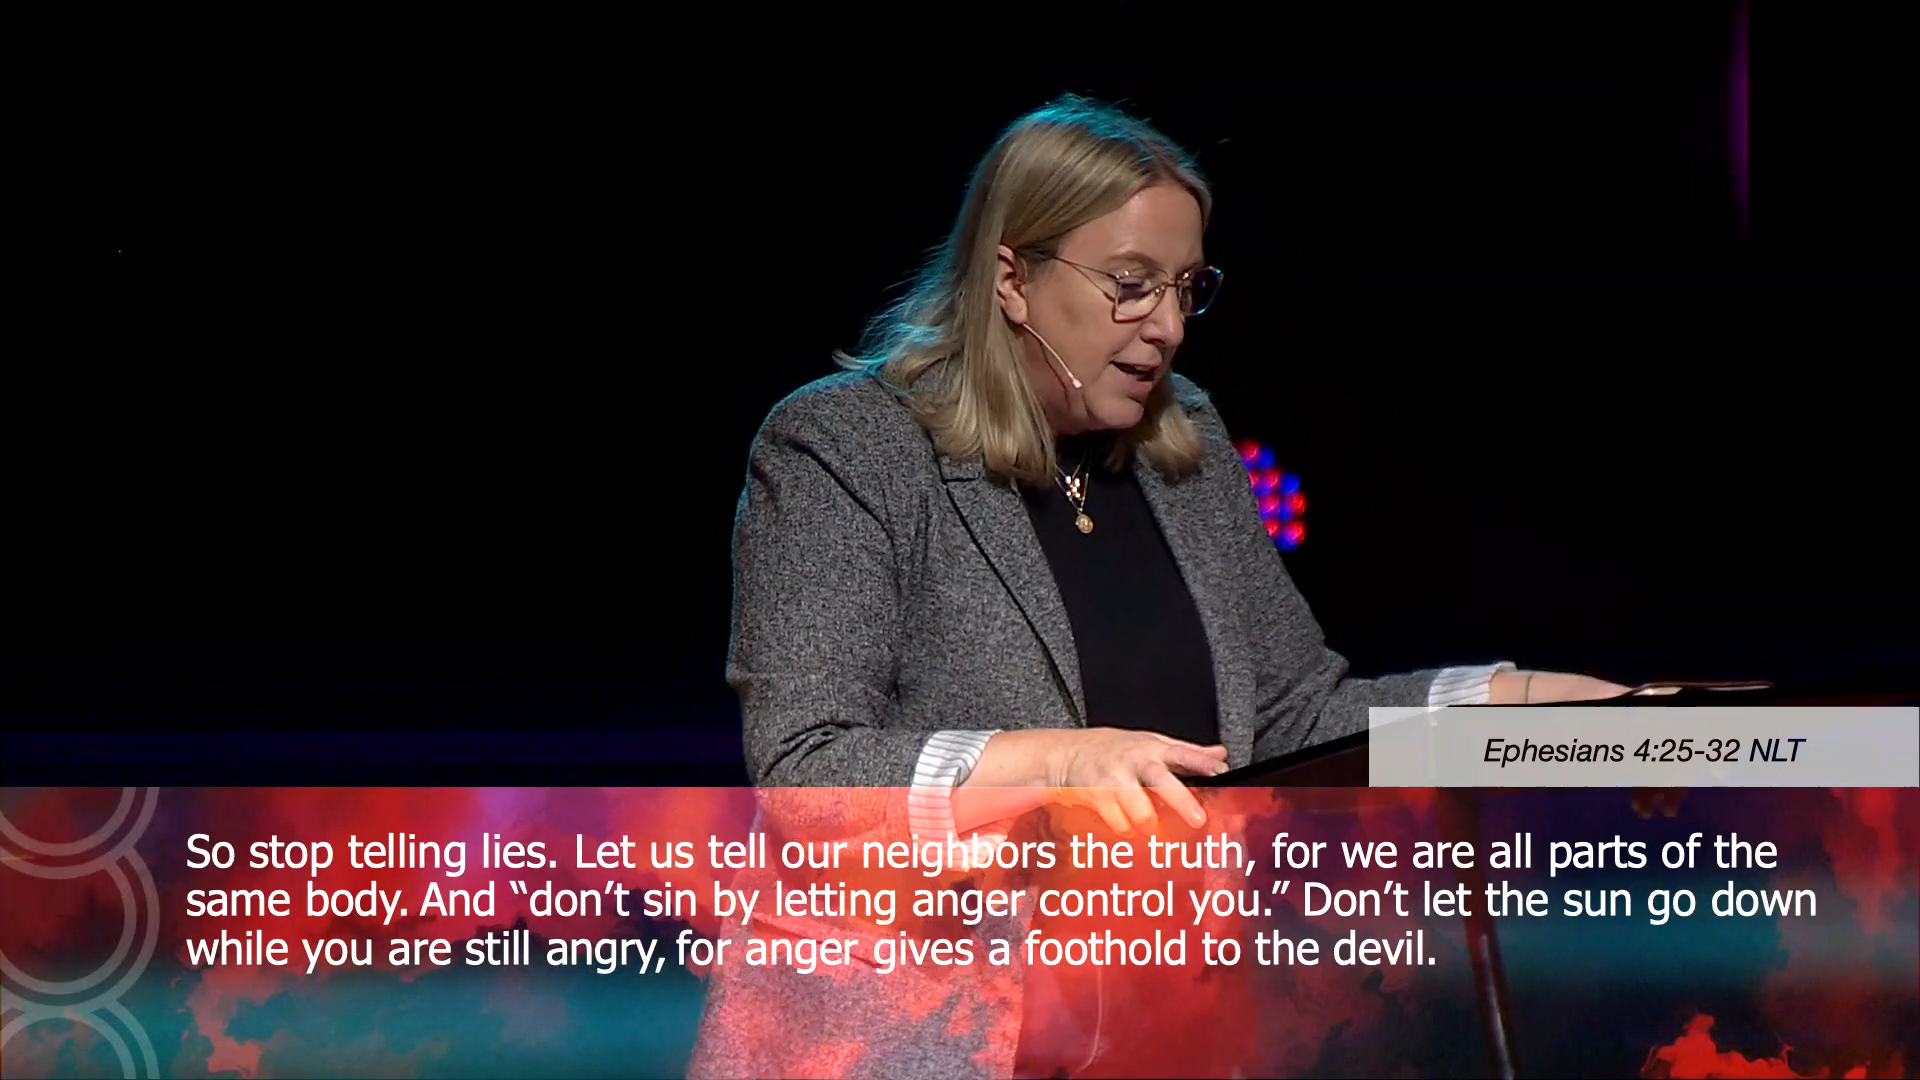 Ephesians 4:25-32 NLT
So stop telling lies. Let us tell our neighbors the truth, for we are all parts of the
same body. And “don’t sin by letting anger control you.” Don’t let the sun go down
while you are still angry, for anger gives a foothold to the devil.